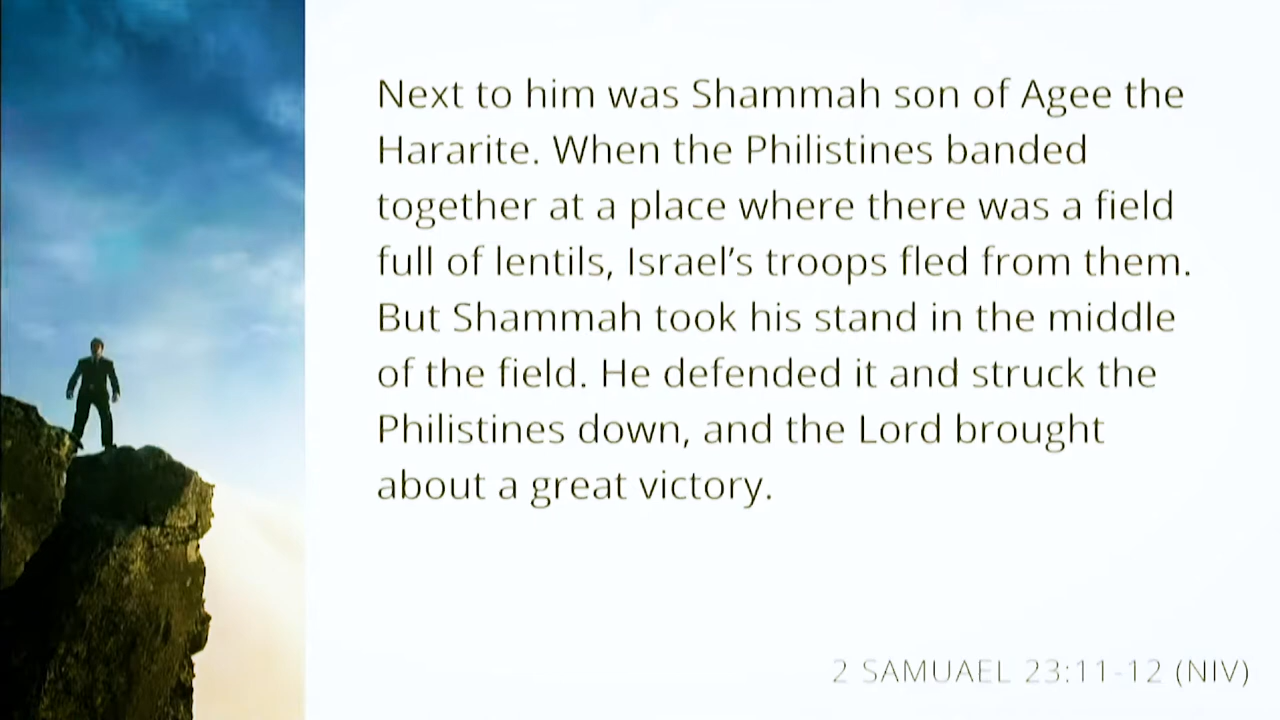 Next to him was Shammah son of Agee the
Hararite. When the Philistines banded
together at a place where there was a field
full of lentils, Israel’s troops fled from them.
But Shammah took his stand in the middle
of the field. He defended it and struck the
Philistines down, and the Lord brought
about a great victory.
2 SAMUAEL 23:11-12 (NIV)